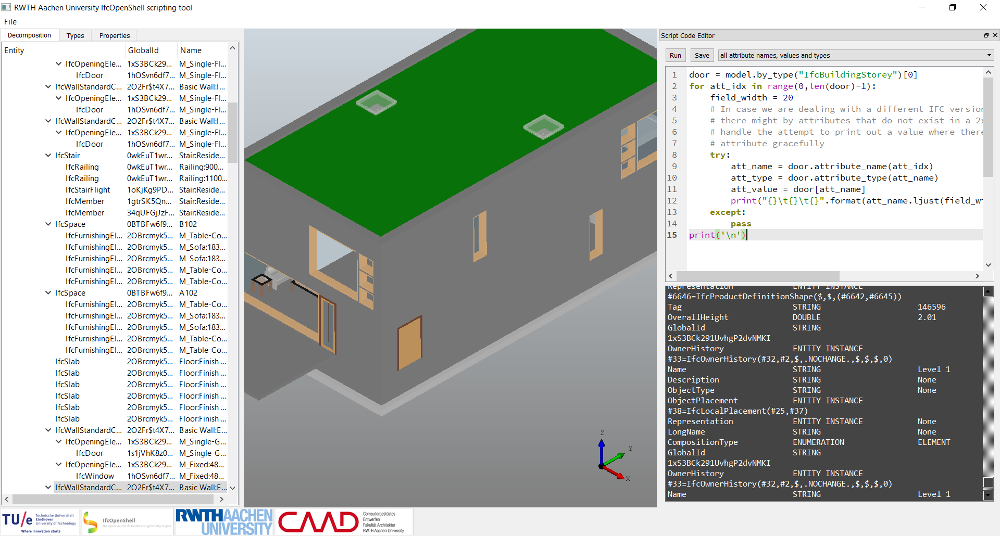 RWTH Aachen University IfcOpenShell scripting tool
File
Decomposition Types Properties
Entity GlobalId Name
IfcOpeningEle... 1xS3BCk29... M_Single-Fl...
IfcDoor 1hOSvn6df7... M_Single-Fl...
IfcWallStandardC... 2O2Fr$t4X7... Basic Wall:I...
IfcOpeningEle... 1xS3BCk29... M_Single-Fl...
IfcDoor 1hOSvn6df7... M_Single-Fl...
IfcWallStandardC... 2O2Fr$t4X7... Basic Wall:I...
IfcOpeningEle... 1xS3BCk29... M_Single-Fl...
IfcDoor 1hOSvn6df7... M_Single-Fl...
IfcStair 0wkEuT1wr... Stair:Reside...
IfcRailing 0wkEuT1wr... Railing:900...
IfcRailing 0wkEuT1wr... Railing:1100...
IfcStairFlight 1oKjKg9PD... Stair:Reside...
IfcMember 1gtrSK5Qn... Stair:Reside...
IfcMember 34qUFGjJzF... Stair:Reside...
IfcSpace 0BTBFw6f9... B102
IfcFurnishingEl... 2OBrcmyk5... M_Table-Co...
IfcFurnishingEl... 2OBrcmyk5... M_Sofa:183...
IfcFurnishingEl... 2OBrcmyk5... M_Sofa:183...
IfcFurnishingEl... 2OBrcmyk5... M_Table-Co...
IfcFurnishingEl... 2OBrcmyk5... M_Table-Co...
IfcSpace 0BTBFw6f9... A102
IfcFurnishingEl... 2OBrcmyk5... M_Table-Co...
IfcFurnishingEl... 2OBrcmyk5... M_Sofa:183...
IfcFurnishingEl... 2OBrcmyk5... M_Sofa:183...
IfcFurnishingEl... 2OBrcmyk5... M_Table-Co...
IfcFurnishingEl... 2OBrcmyk5... M_Table-Co...
IfcSlab 2OBrcmyk5... Floor:Finish ...
IfcSlab 2OBrcmyk5... Floor:Finish ...
IfcSlab 2OBrcmyk5... Floor:Finish ...
IfcSlab 2OBrcmyk5... Floor:Finish ...
IfcSlab 2OBrcmyk5... Floor:Finish ...
IfcSlab 2OBrcmyk5... Floor:Finish ...
IfcWallStandardC... 2O2Fr$t4X7... Basic Wall:E...
IfcOpeningEle... 1xS3BCk29... M_Single-G...
IfcDoor 1s1jVhK8z0... M_Single-G...
IfcOpeningEle... 1xS3BCk29... M_Fixed:48...
IfcWindow 1hOSvn6df7... M_Fixed:48...
IfcWallStandardC... 2O2Fr$t4X7... Basic Wall:E...
Z
Y
X
Script Code Editor
Run Save all attribute names, values and types
1 door = model.by_type("IfcBuildingStorey")[0]
2 for att_idx in range(0,len(door)-1):
3 field_width = 20
4 # In case we are dealing with a different IFC version
5 # there might by attributes that do not exist in a 2x
6 # handle the attempt to print out a value where there
7 # attribute gracefully
8 try:
9 att_name = door.attribute_name(att_idx)
10 att_type = door.attribute_type(att_name)
11 att_value = door[att_name]
12 print("{}\t{}\t{}".format(att_name.ljust(field_w
13 except:
14 pass
15 print('\n')
Representation ENTITY INSTANCE
#6646=IfcProductDefinitionShape($,$,(#6642,#6645))
Tag STRING 146596
OverallHeight DOUBLE 2.01
GlobalId STRING
1xS3BCk291UvhgP2dvNMKI
OwnerHistory ENTITY INSTANCE
#33=IfcOwnerHistory(#32,#2,$,.NOCHANGE.,$,$,$,0)
Name STRING Level 1
Description STRING None
ObjectType STRING None
ObjectPlacement ENTITY INSTANCE
#38=IfcLocalPlacement(#25,#37)
Representation ENTITY INSTANCE None
LongName STRING None
CompositionType ENUMERATION ELEMENT
GlobalId STRING
1xS3BCk291UvhgP2dvNMKI
OwnerHistory ENTITY INSTANCE
#33=IfcOwnerHistory(#32,#2,$,.NOCHANGE.,$,$,$,0)
Name STRING Level 1
TU/e Technische Universiteit
Eindhoven
University of Technology
Where innovation starts
IfcOpenShell
the open source ifc toolkit and geometry engine
RWTH AACHEN
UNIVERSITY
CAAD
Computergestüztes
Entwerfen
Fakultät Architektur
RWTH Aachen University